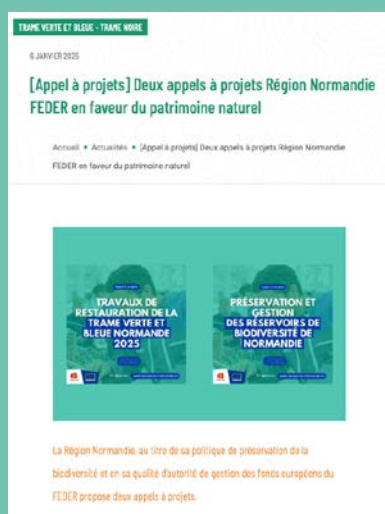 TRAME VERTE ET BLEUE - TRAME NOIRE
6 JANVIER 2025
[Appel à projets] Deux appels à projets Région Normandie
FEDER en faveur du patrimoine naturel
Accueil • Actualités • [Appel à projets] Deux appels à projets Région Normandie
FEDER en faveur du patrimoine naturel
TRAVAUX DE
RESTAURATION DE LA
TRAME VERTE ET
BLEUE NORMANDE
2025
PRÉSERVATION ET
GESTION
DES RÉSERVOIRS DE
BIODIVERSITÉ DE
NORMANDIE
La Région Normandie, au titre de sa politique de préservation de la
biodiversité et en sa qualité d'autorité de gestion des fonds européens du
FEDER propose deux appels à projets.